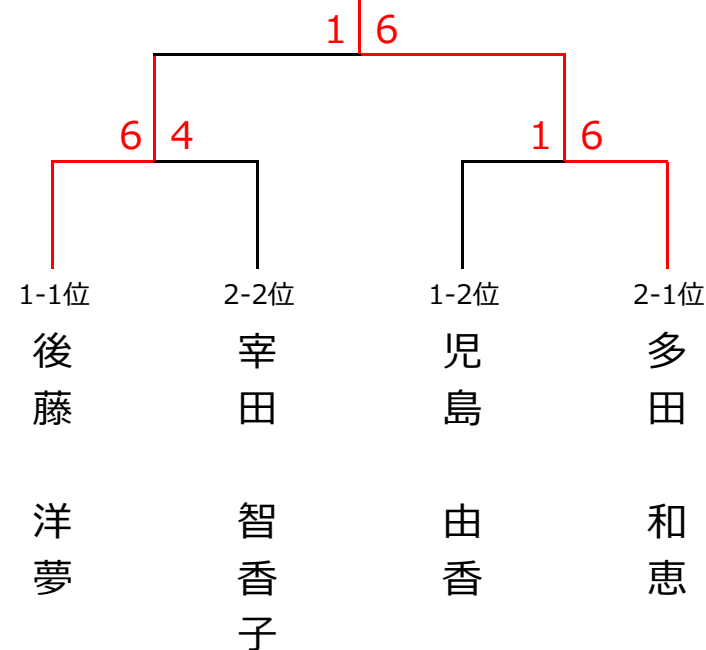 1 6
6 4
1 6
1-1位
2-2位
1-2位
2-1位
後藤 洋夢
宰田 智香子
児島 由香
多田 和恵